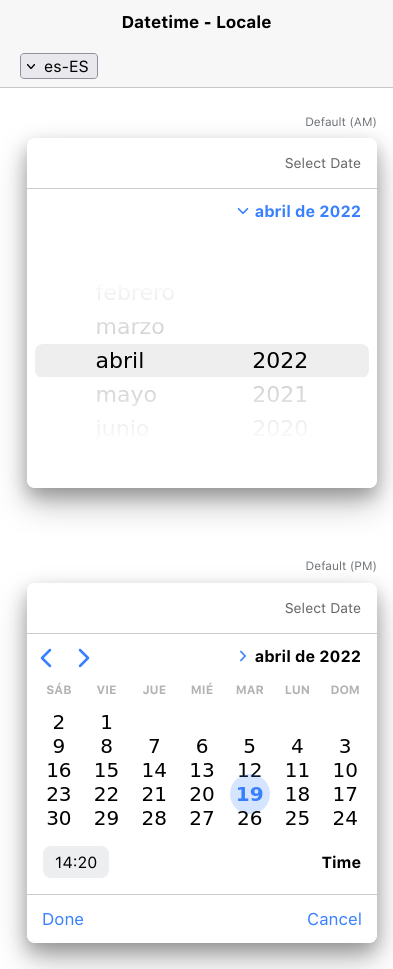 Datetime - Locale
es-ES
Default (AM)
Select Date
abril de 2022
febrero
marzo
abril 2022
mayo 2021
junio 2020
Default (PM)
Select Date
abril de 2022
SÁB VIE JUE MIÉ MAR LUN DOM
2 1
9 8 7 6 5 4 3
16 15 14 13 12 11 10
23 22 21 20 19 18 17
30 29 28 27 26 25 24
14:20 Time
Done Cancel